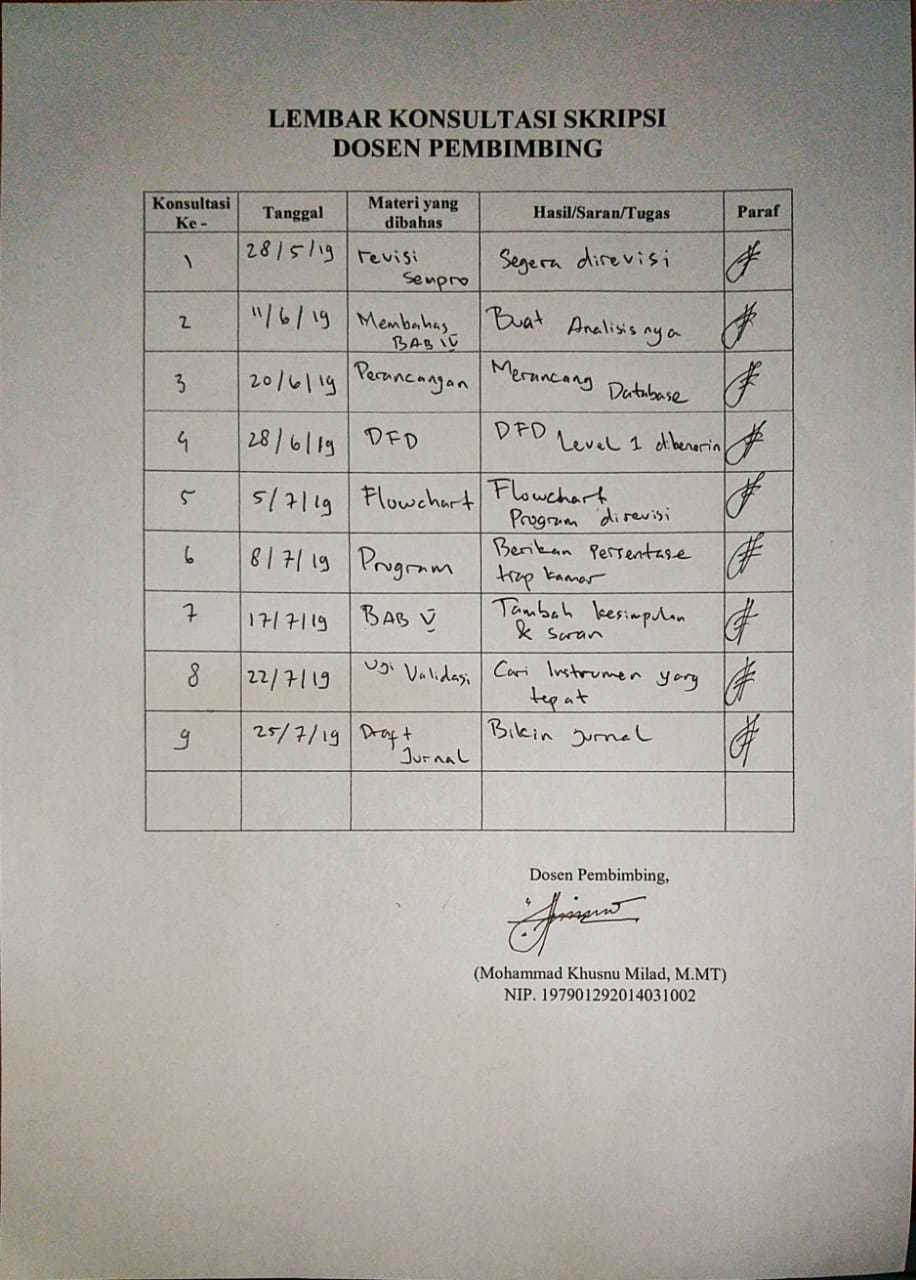 LEMBAR KONSULTASI SKRIPSI
DOSEN PEMBIMBING
Konsultasi Ke - Tanggal Materi yang dibahas Hasil/Saran/Tugas Paraf
1 28/5/19 revisi Sempro Segera direvisi
2 11/6/19 Membahas BAB IV Buat Analisisnya
3 20/6/19 Perancangan Merancang Database
4 28/6/19 DFD DFD Level 1 dibenerin
5 5/7/19 Flowchart Flowchart Program direvisi
6 8/7/19 Program Berikan Persentase tiap kamar
7 17/7/19 BAB V Tambah kesimpulan & saran
8 22/7/19 Uji Validasi Cari Instrumen yang tepat
9 25/7/19 Draft Jurnal Bikin jurnal
Dosen Pembimbing,
(Mohammad Khusnu Milad, M.MT)
NIP. 197901292014031002